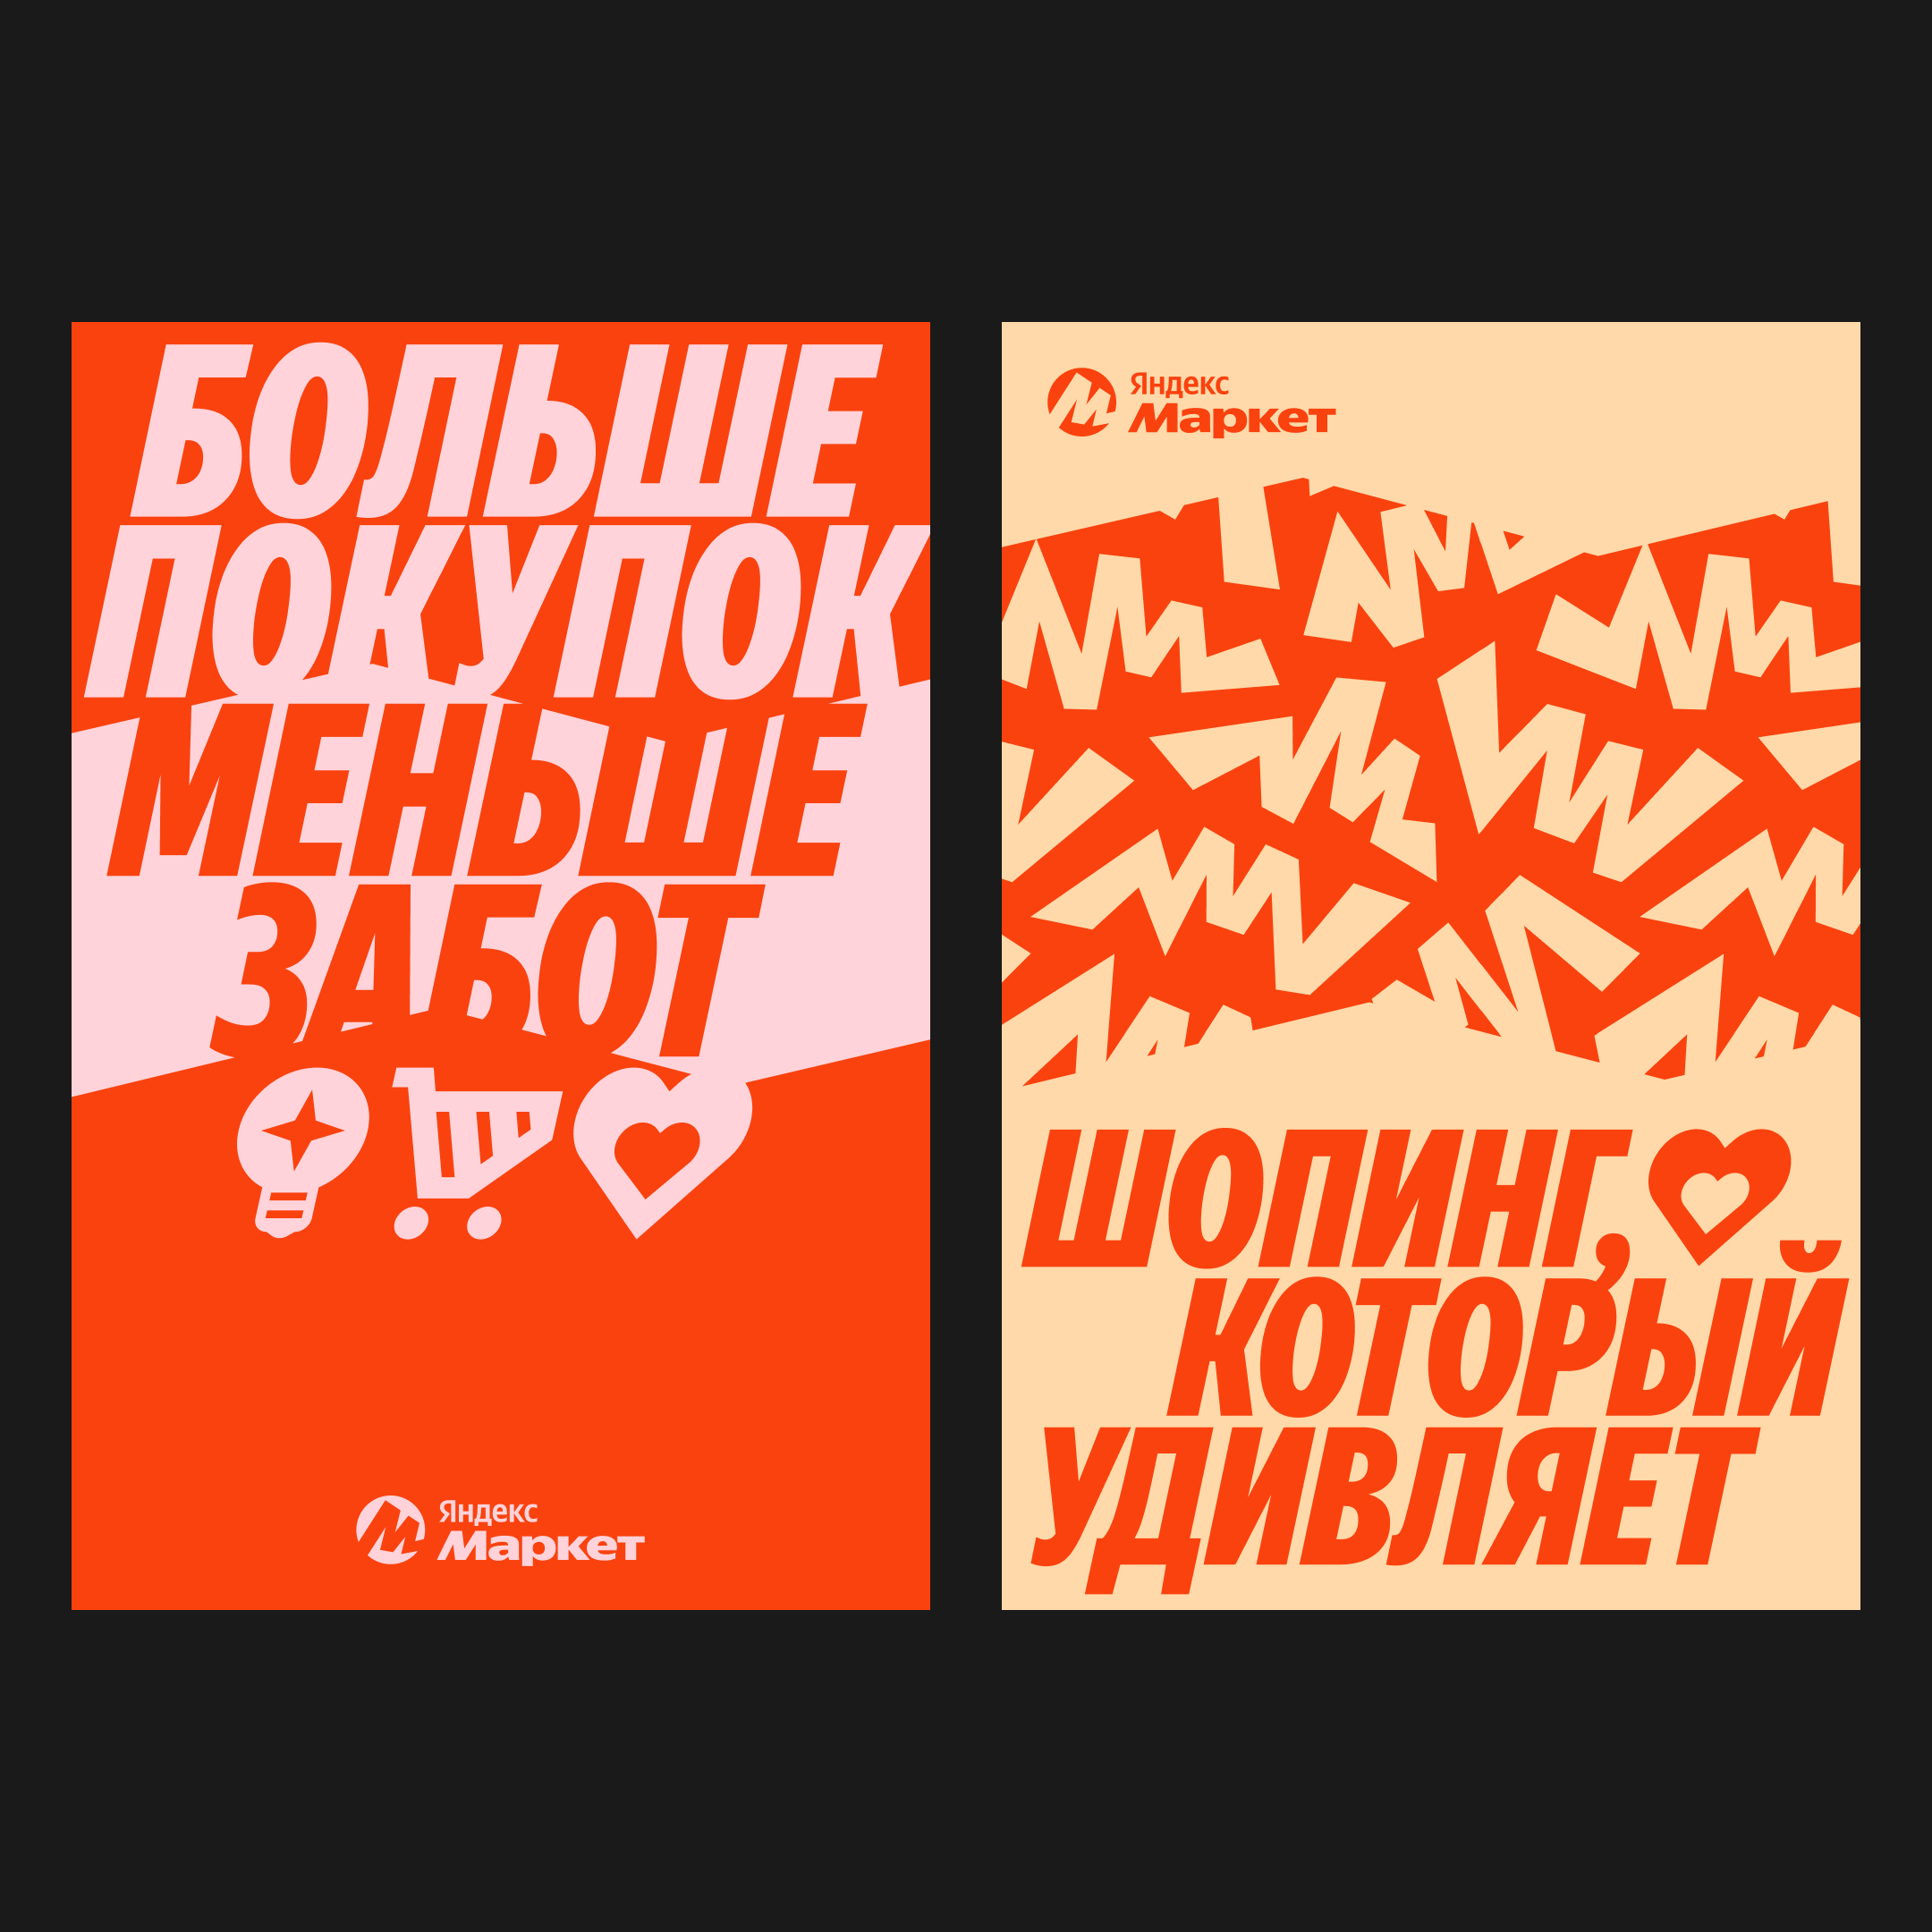 БОЛЬШЕ
ПОКУПОК
МЕНЬШЕ
ЗАБОТ
Яндекс
маркет
Яндекс
маркет
ШОПИНГ,
КОТОРЫЙ
УДИВЛЯЕТ